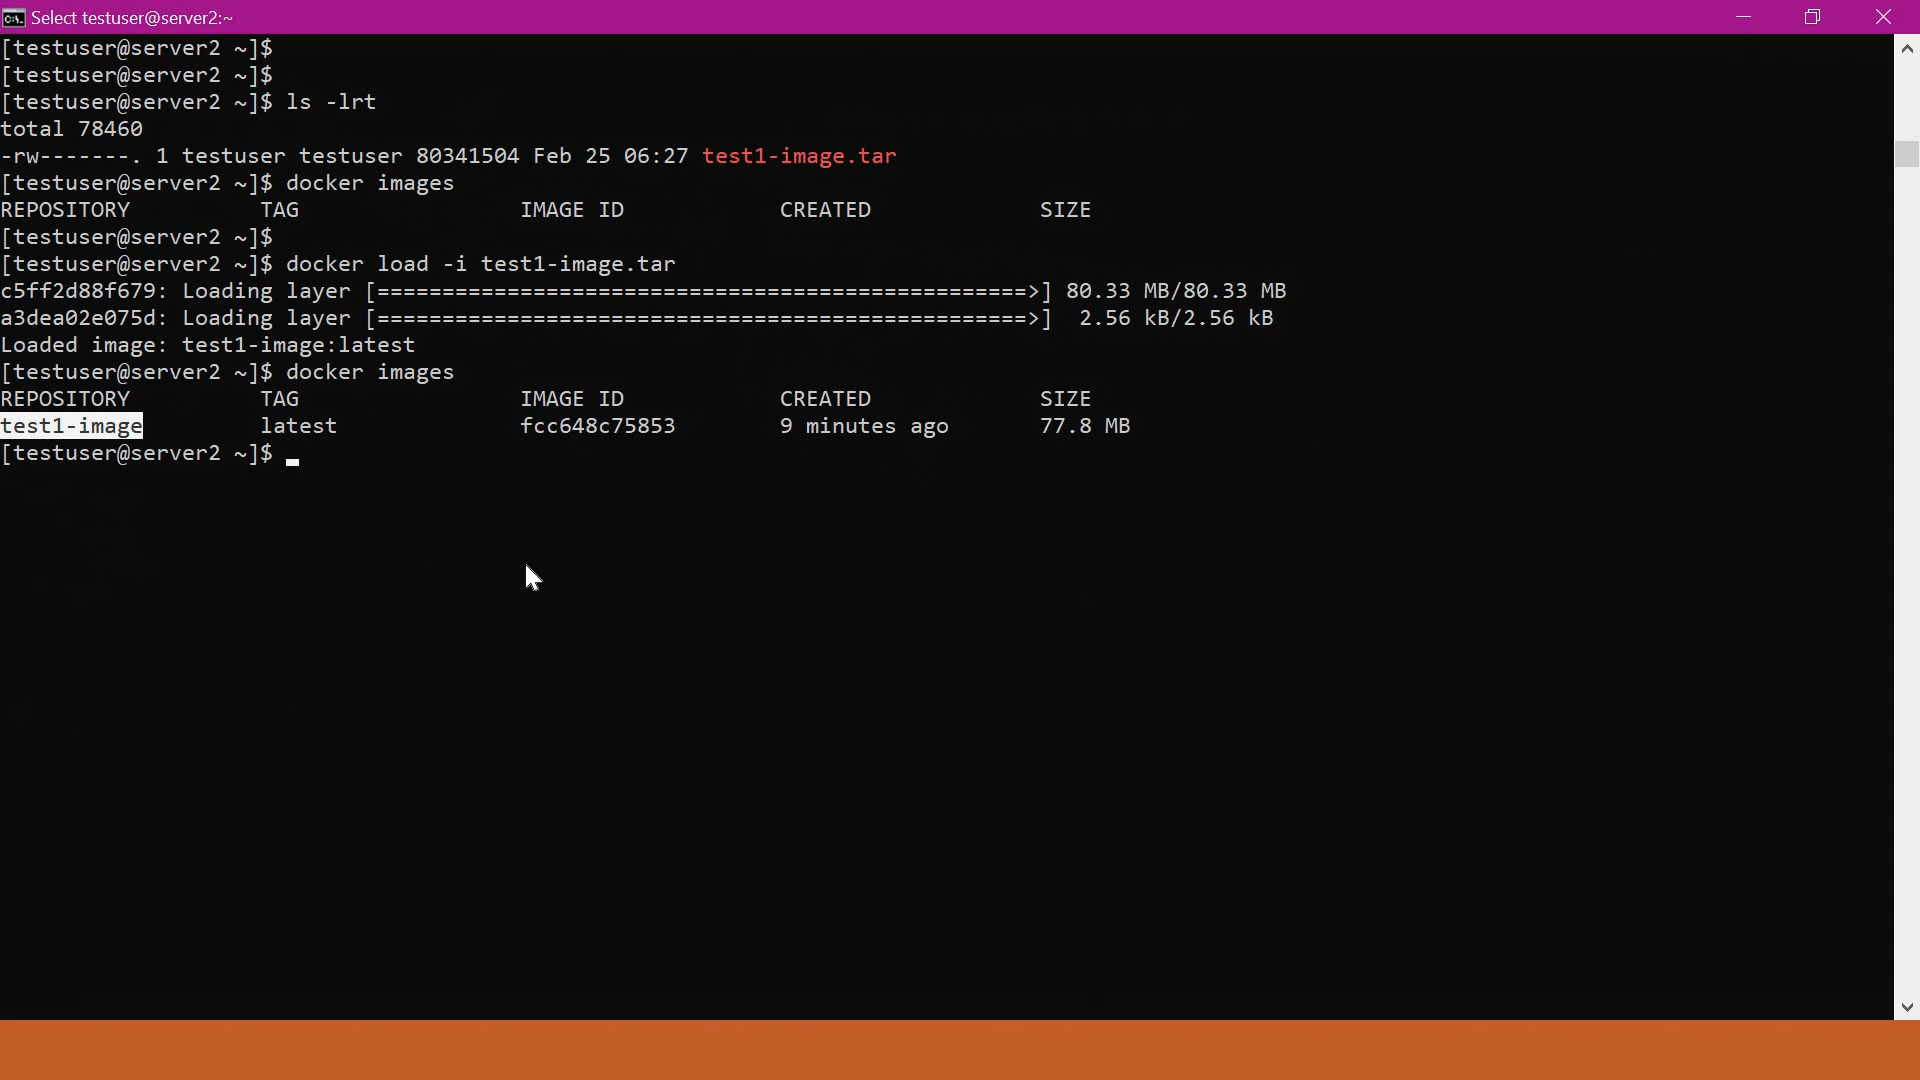 Select testuser@server2:~
[testuser@server2 ~]$
[testuser@server2 ~]$
[testuser@server2 ~]$ ls -lrt
total 78460
-rw-------. 1 testuser testuser 80341504 Feb 25 06:27 test1-image.tar
[testuser@server2 ~]$ docker images
REPOSITORY          TAG                 IMAGE ID            CREATED             SIZE
[testuser@server2 ~]$
[testuser@server2 ~]$ docker load -i test1-image.tar
c5ff2d88f679: Loading layer [==================================================>] 80.33 MB/80.33 MB
a3dea02e075d: Loading layer [==================================================>]  2.56 kB/2.56 kB
Loaded image: test1-image:latest
[testuser@server2 ~]$ docker images
REPOSITORY          TAG                 IMAGE ID            CREATED             SIZE
test1-image         latest              fcc648c75853        9 minutes ago       77.8 MB
[testuser@server2 ~]$